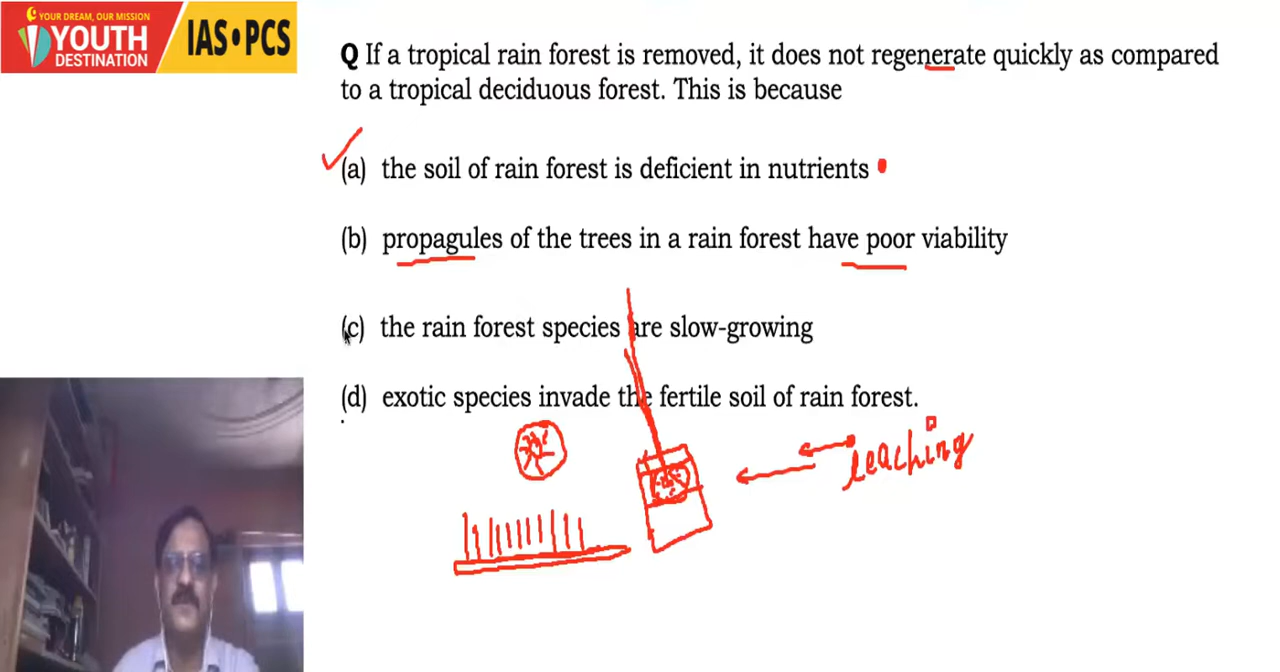 YOUR DREAM, OUR MISSION
YOUTH
DESTINATION
IAS•PCS
Q If a tropical rain forest is removed, it does not regenerate quickly as compared
to a tropical deciduous forest. This is because
(a) the soil of rain forest is deficient in nutrients
(b) propagules of the trees in a rain forest have poor viability
(c) the rain forest species are slow-growing
(d) exotic species invade the fertile soil of rain forest.
leaching